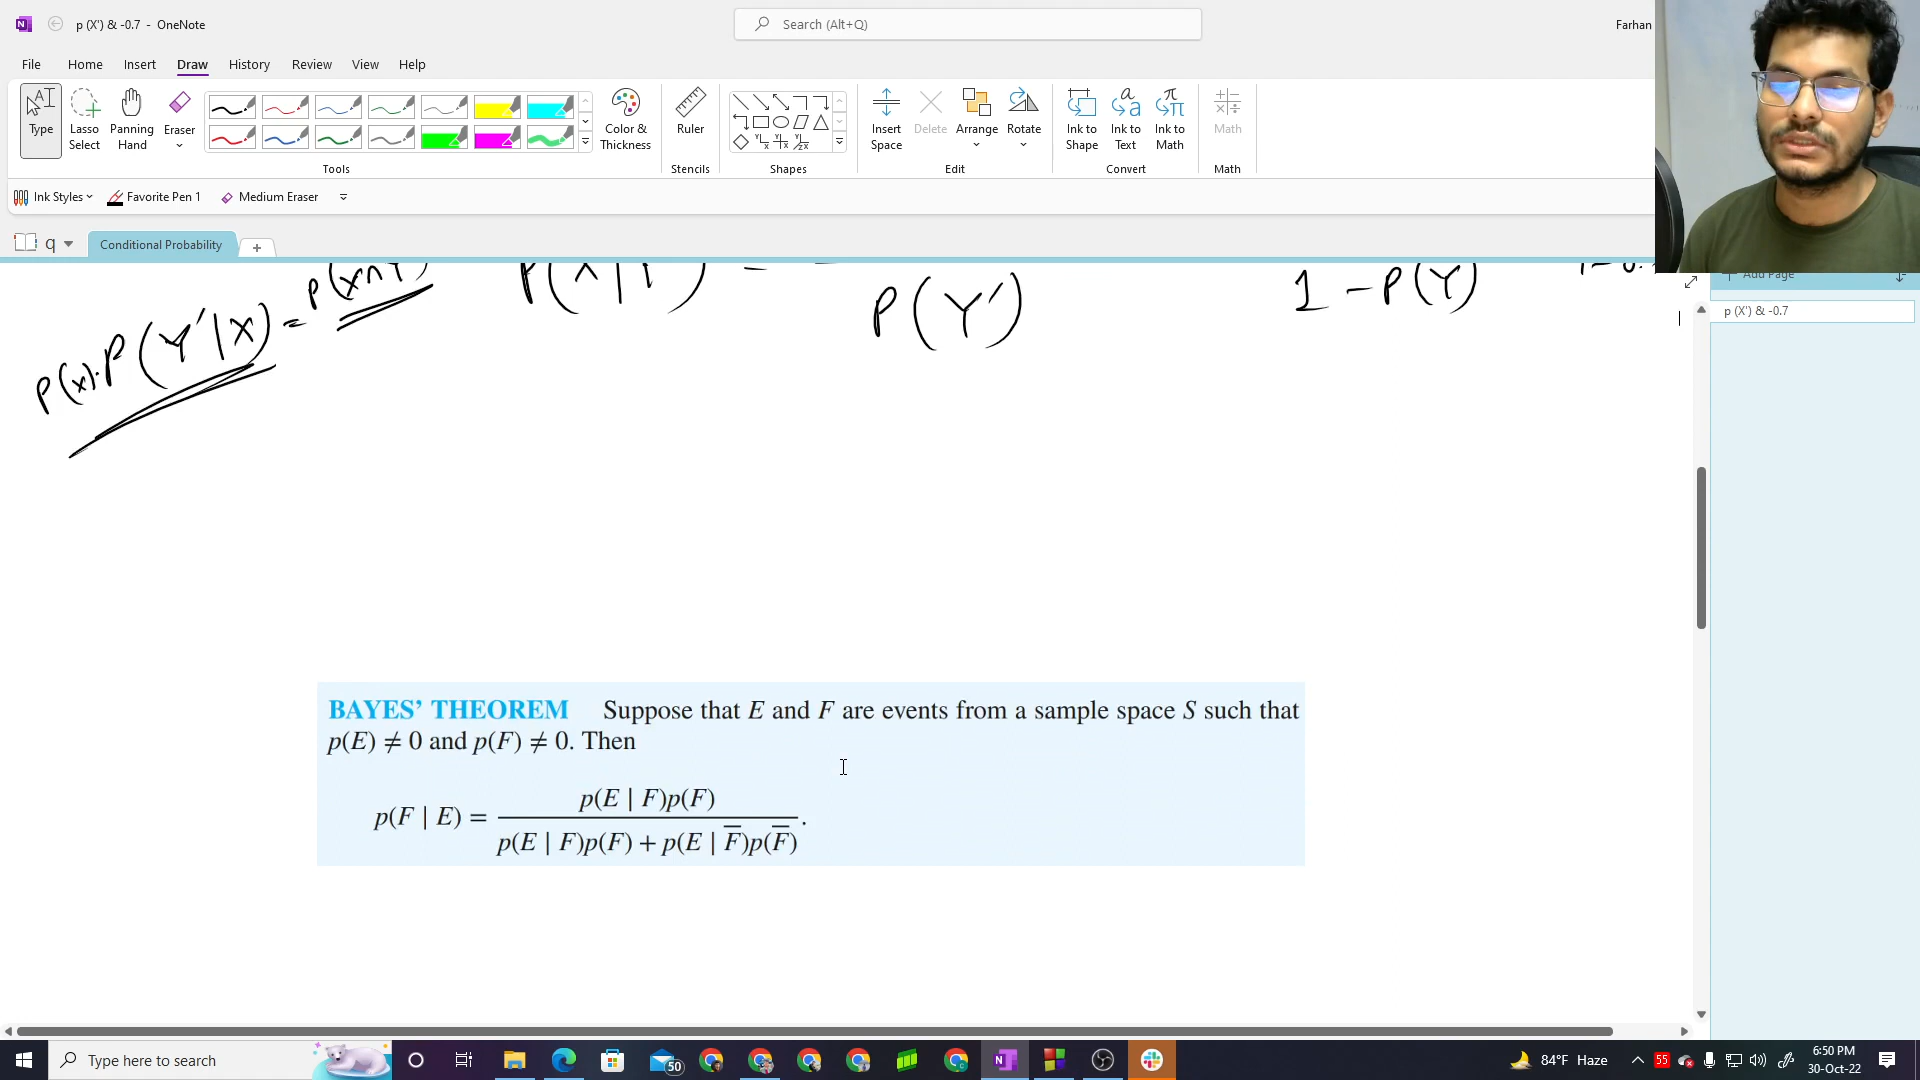 p (X') & -0.7 - OneNote
Search (Alt+Q)
Farhan
File Home Insert Draw History Review View Help
Type
Lasso Select
Panning Hand
Eraser
Color & Thickness
Ruler
Insert Space
Delete
Arrange
Rotate
Ink to Shape
Ink to Text
Ink to Math
Math
Tools Stencils Shapes Edit Convert Math
Ink Styles Favorite Pen 1 Medium Eraser
q Conditional Probability +
Add Page
p (X') & -0.7
P(x).P(Y'|X) = P(X∩Y'
P(Y')
1 - P(Y)
BAYES' THEOREM Suppose that E and F are events from a sample space S such that
p(E) ≠ 0 and p(F) ≠ 0. Then
p(F | E) = p(E | F)p(F)
p(E | F)p(F) + p(E | F̅)p(F̅).
Type here to search
50
84°F Haze
55
6:50 PM
30-Oct-22